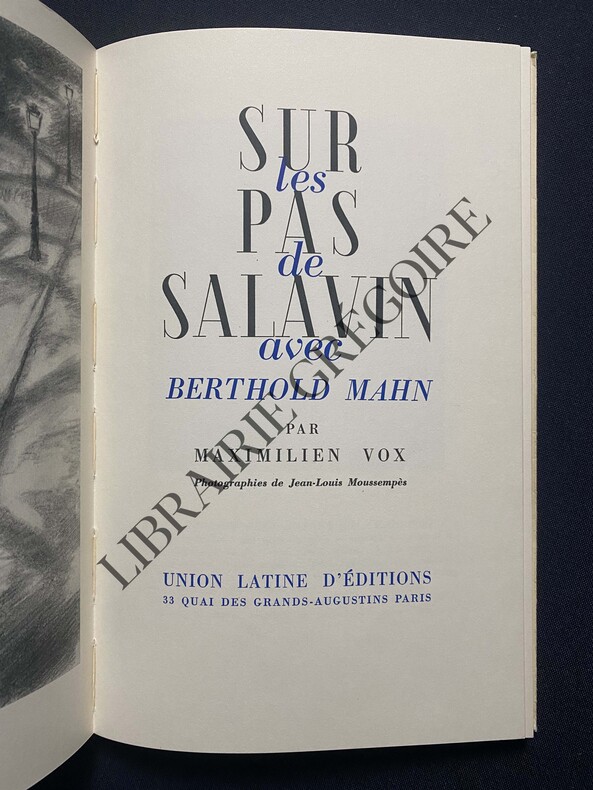 SUR
les
PAS
de
SALAVIN
avec
BERTHOLD MAHN
PAR
MAXIMILIEN VOX
Photographies de Jean-Louis Moussempès
UNION LATINE D'ÉDITIONS
33 QUAI DES GRANDS-AUGUSTINS PARIS
LIBRAIRIE GRÉGOIRE